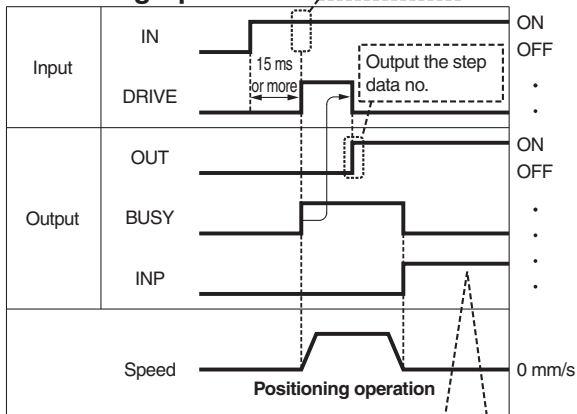 Input
IN
15 ms
or more
DRIVE
Output the step
data no.
ON
OFF
Output
OUT
BUSY
INP
ON
OFF
Speed
Positioning operation
0 mm/s